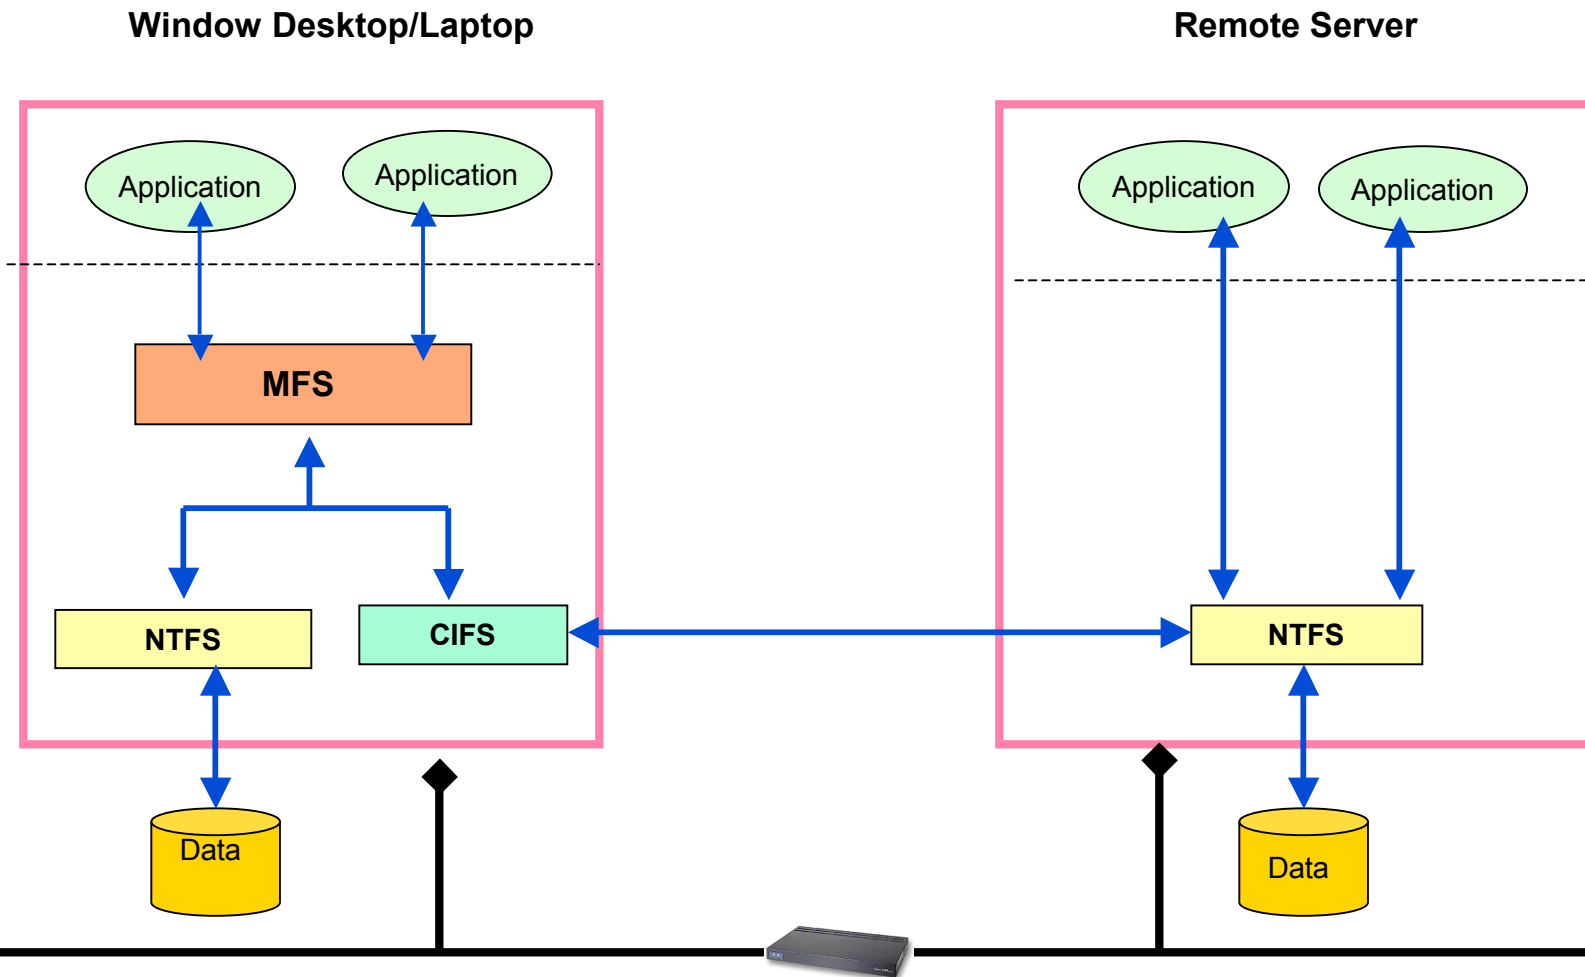 Window Desktop/Laptop
Remote Server
Application
Application
Application
Application
MFS
NTFS
CIFS
NTFS
Data
Data